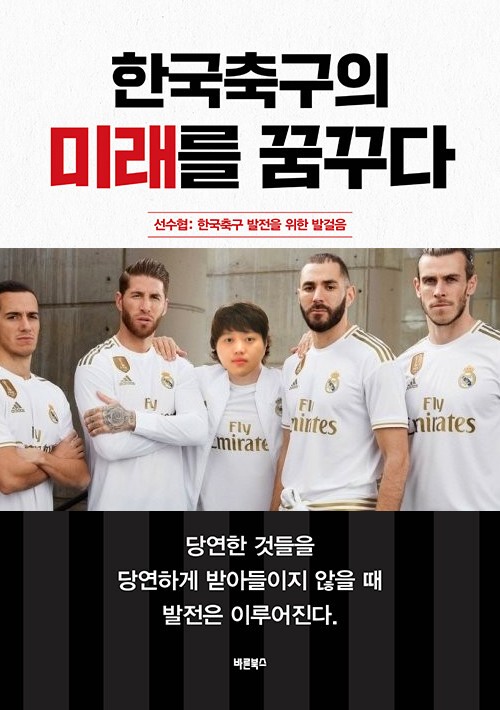 한국축구의
미래를 꿈꾸다
선수협: 한국축구 발전을 위한 발걸음
Fly
Emirates
Fly
Emirates
Fly
Emirates
adidas
당연한 것들을
당연하게 받아들이지 않을 때
발전은 이루어진다.
바른북스